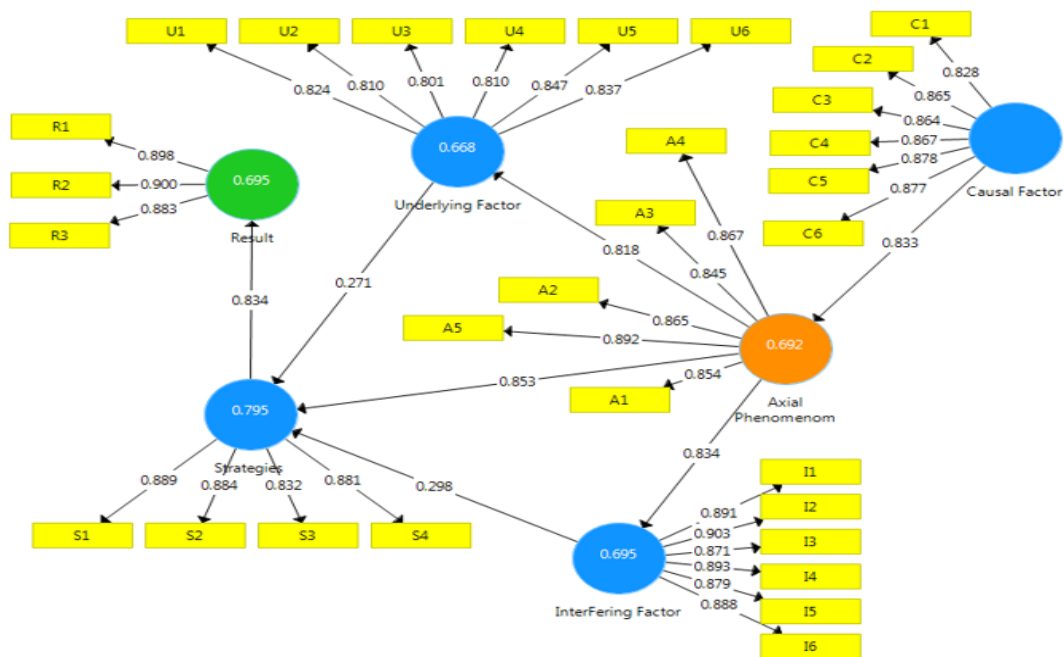 U1
U2
U3
U4
U5
U6
0.824
0.810
0.801
0.810
0.847
0.837
C1
C2
C3
C4
C5
C6
0.828
0.865
0.864
0.867
0.878
0.877
Causal Factor
R1
R2
R3
0.898
0.900
0.883
0.695
Result
0.668
Underlying Factor
A4
A3
A2
A5
A1
0.867
0.845
0.865
0.892
0.854
0.818
0.833
0.271
0.834
0.853
0.692
Axial
Phenomenom
0.795
Strategies
0.889
0.884
0.832
0.881
S1
S2
S3
S4
0.298
0.834
0.695
InterFering Factor
0.891
0.903
0.871
0.893
0.879
0.888
I1
I2
I3
I4
I5
I6